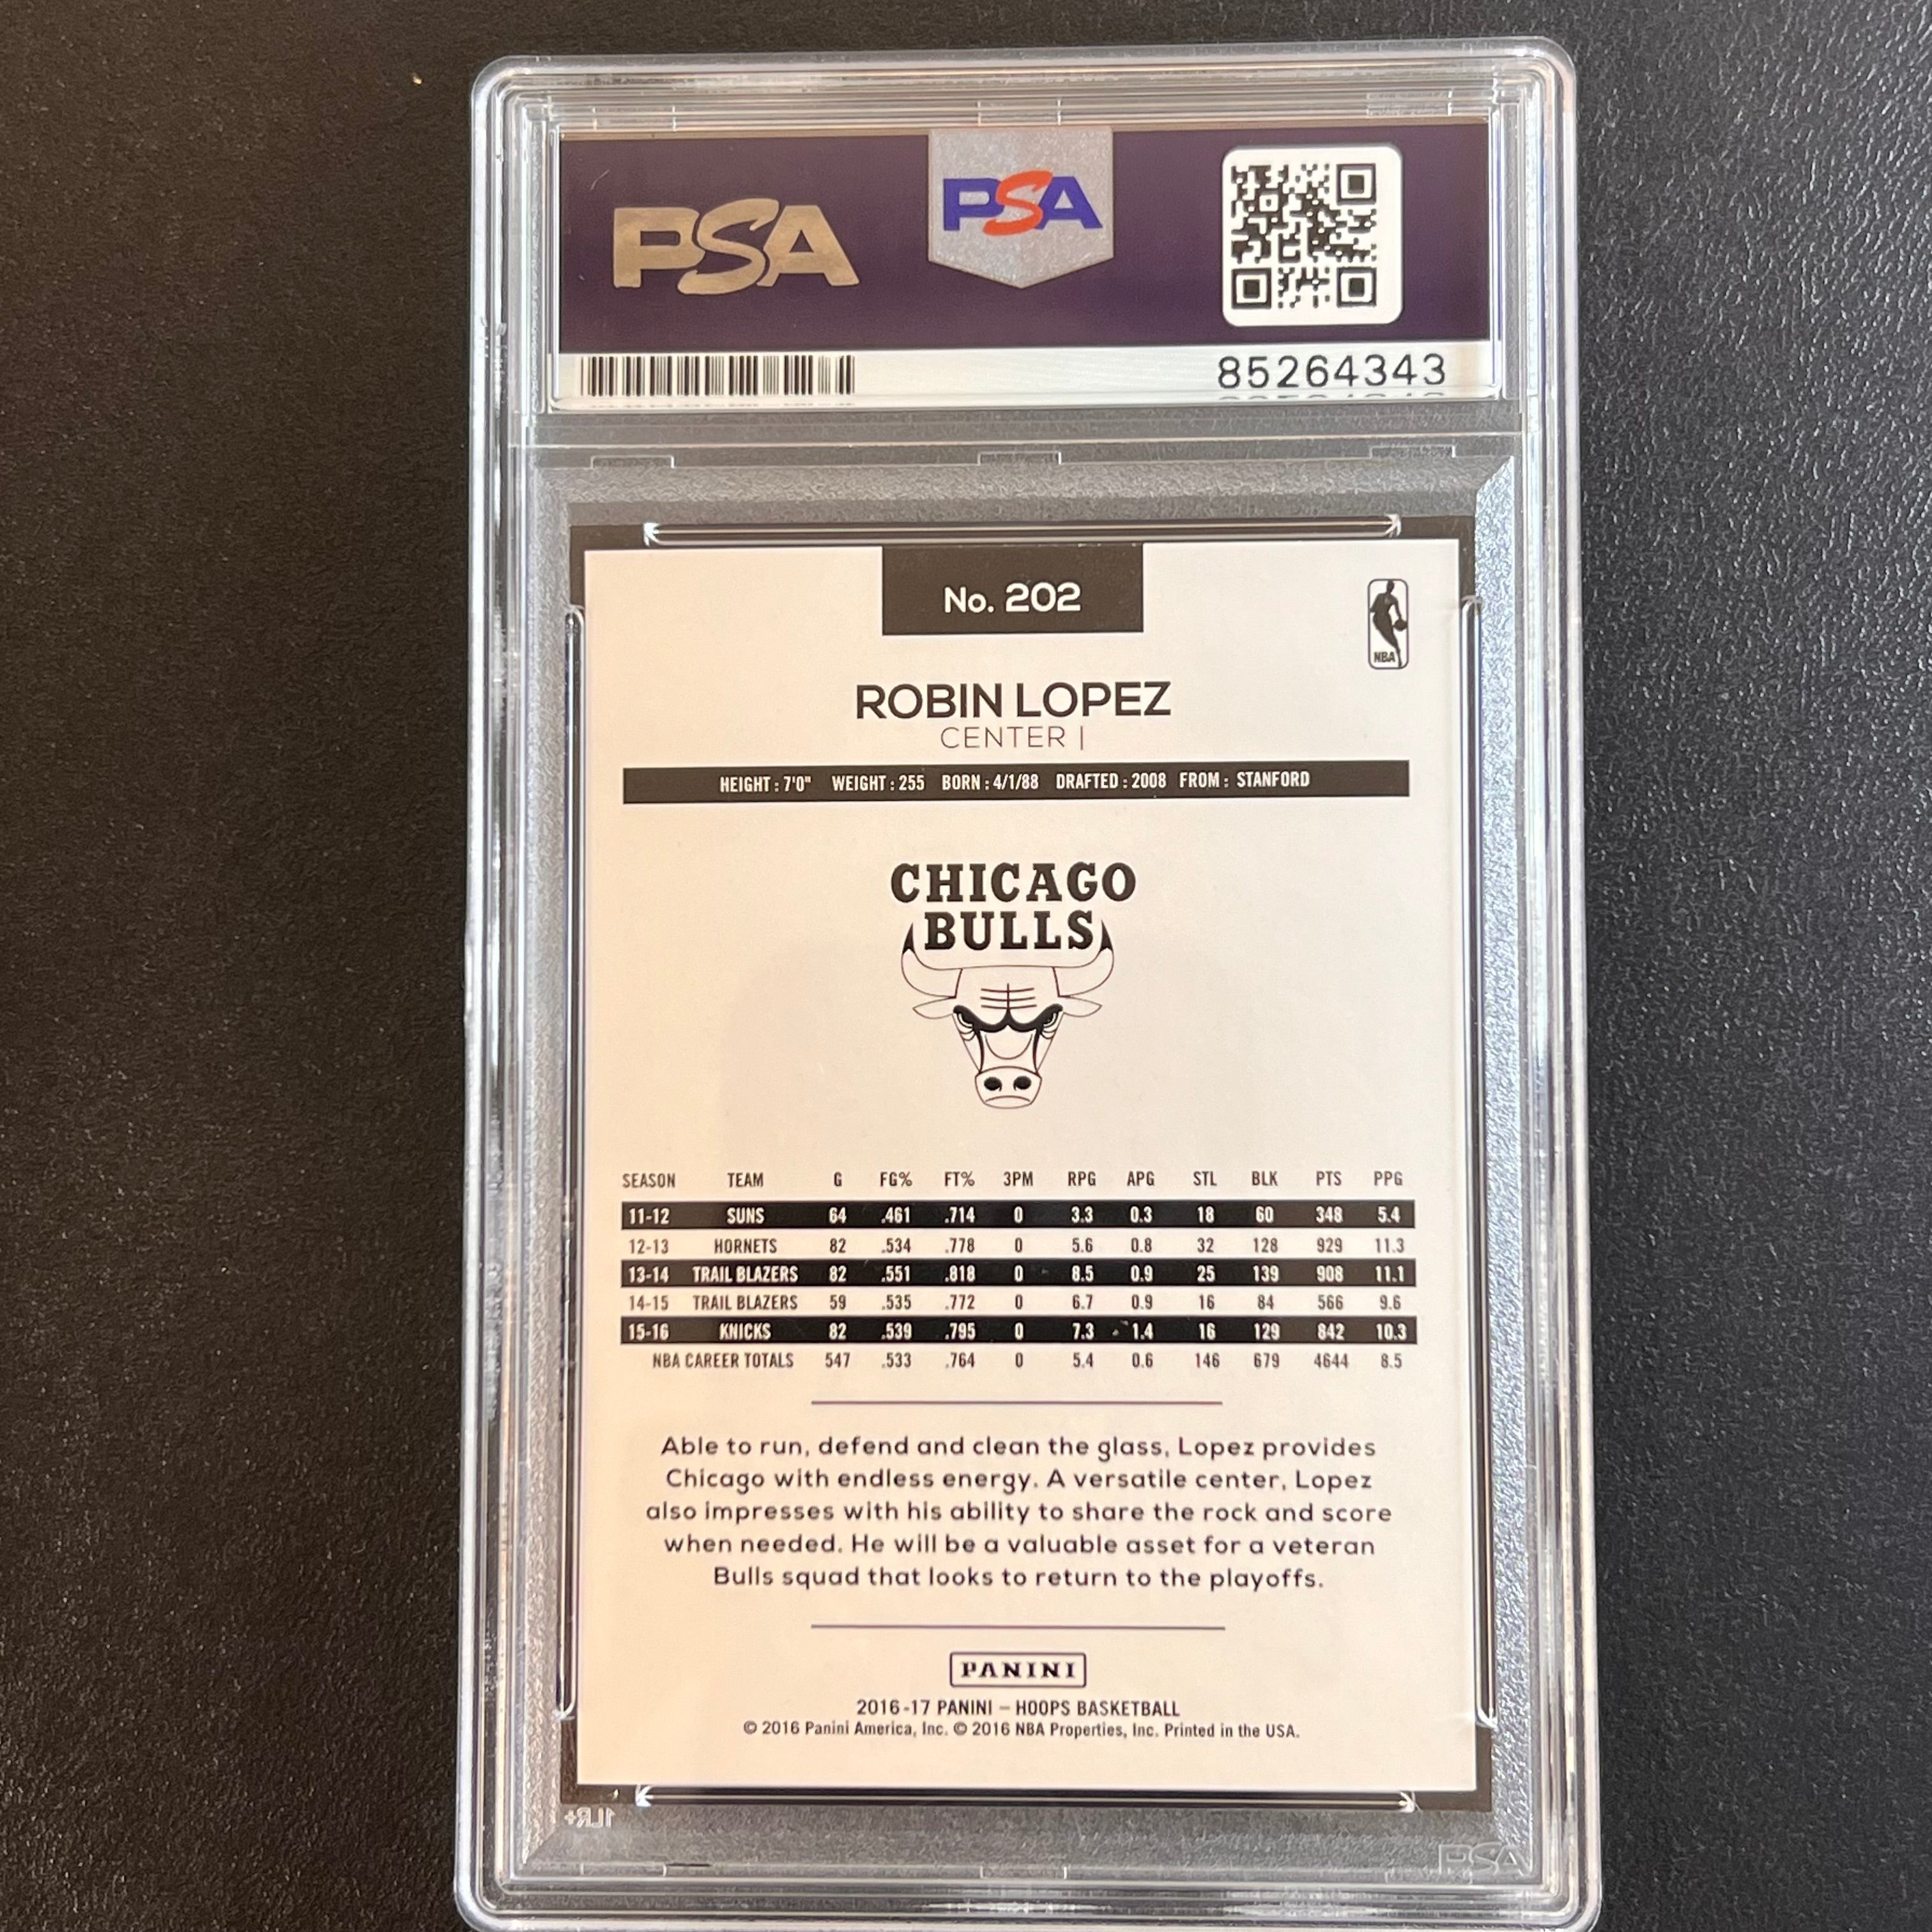 PSA
PSA
85264343
No. 202
NBA
ROBIN LOPEZ
CENTER |
HEIGHT : 7'0" WEIGHT : 255 BORN : 4/1/88 DRAFTED : 2008 FROM : STANFORD
CHICAGO
BULLS
SEASON TEAM G FG% FT% 3PM RPG APG STL BLK PTS PPG
11-12 SUNS 64 .461 .714 0 3.3 0.3 18 60 348 5.4
12-13 HORNETS 82 .534 .778 0 5.6 0.8 32 128 929 11.3
13-14 TRAIL BLAZERS 82 .551 .818 0 8.5 0.9 25 139 908 11.1
14-15 TRAIL BLAZERS 59 .535 .772 0 6.7 0.9 16 84 566 9.6
15-16 KNICKS 82 .539 .795 0 7.3 1.4 16 129 842 10.3
NBA CAREER TOTALS 547 .533 .764 0 5.4 0.6 146 679 4644 8.5
Able to run, defend and clean the glass, Lopez provides
Chicago with endless energy. A versatile center, Lopez
also impresses with his ability to share the rock and score
when needed. He will be a valuable asset for a veteran
Bulls squad that looks to return to the playoffs.
PANINI
2016-17 PANINI – HOOPS BASKETBALL
© 2016 Panini America, Inc. © 2016 NBA Properties, Inc. Printed in the USA.
1LR+
PSA